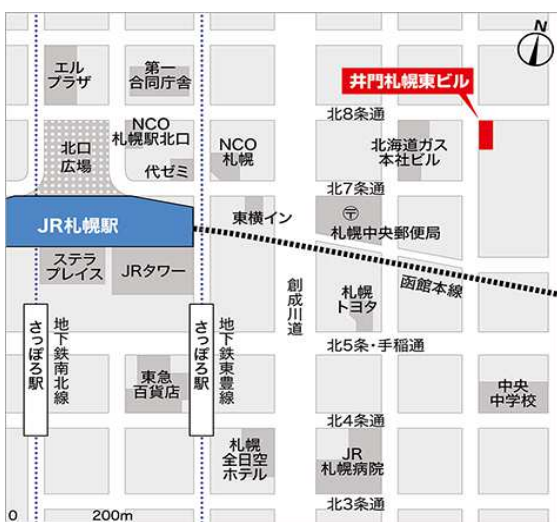 N
エル
プラザ
第一
合同庁舎
井門札幌東ビル
北8条通
北口
広場
NCO
札幌駅北口
代ゼミ
NCO
札幌
北海道ガス
本社ビル
北7条通
JR札幌駅
東横イン
〒
札幌中央郵便局
ステラ
プレイス
JRタワー
創成川通
札幌
トヨタ
函館本線
さっぽろ駅
地下鉄南北線
さっぽろ駅
地下鉄東豊線
北5条・手稲通
東急
百貨店
中央
中学校
北4条通
札幌
全日空
ホテル
JR
札幌病院
北3条通
0
200m